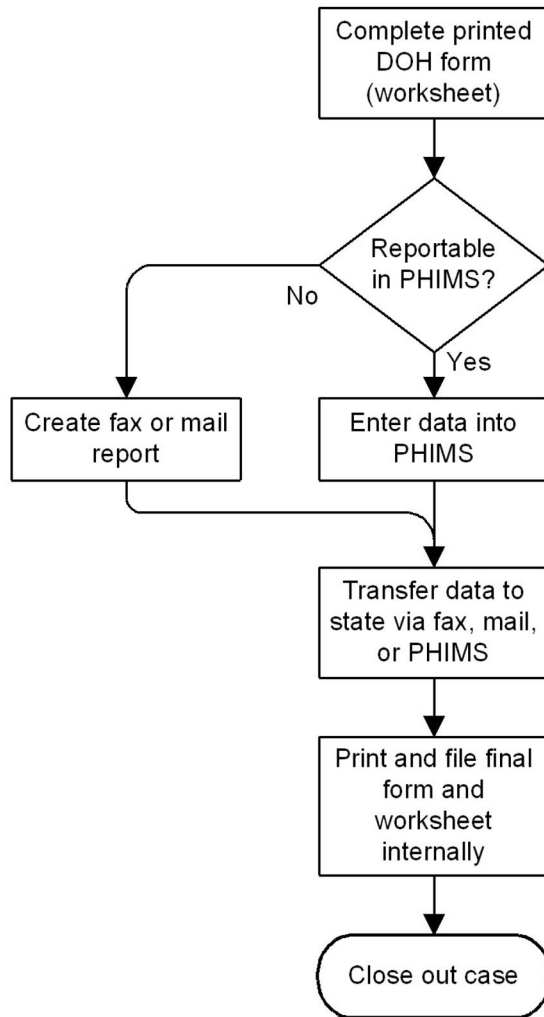 Complete printed
DOH form
(worksheet)
Reportable
in PHIMS?
No
Yes
Create fax or mail
report
Enter data into
PHIMS
Transfer data to
state via fax, mail,
or PHIMS
Print and file final
form and
worksheet
internally
Close out case